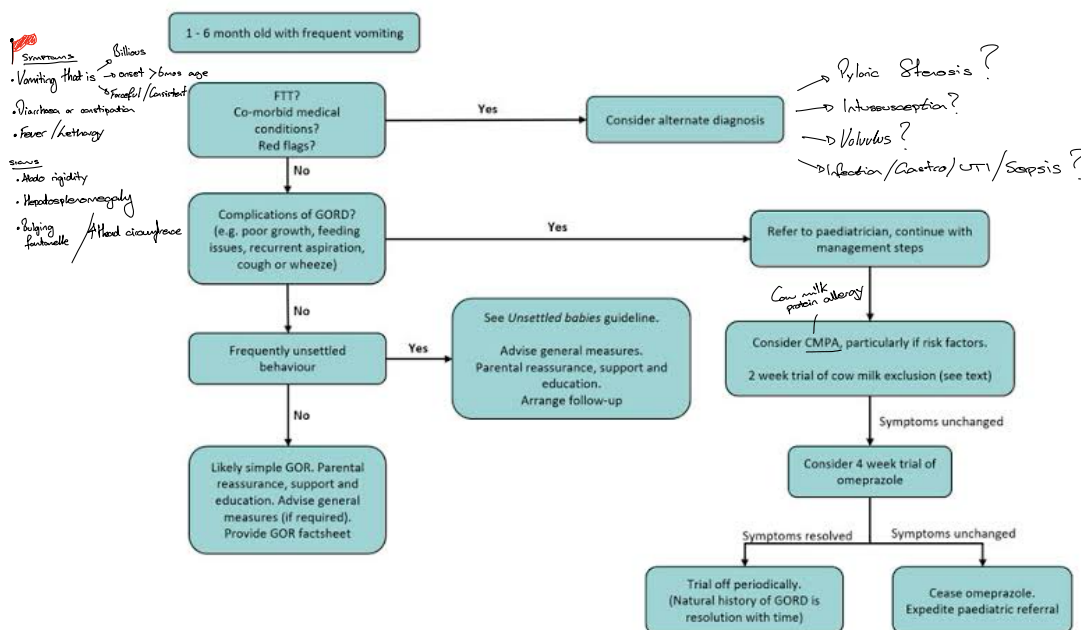 1 - 6 month old with frequent vomiting
Symptoms
• Vomiting that is
→ Billious
→ onset >6mos age
→ Forceful/Consistent
• Diarrhoea or constipation
• Fever/Lethargy
Signs
• Abdo rigidity
• Hepatosplenomegaly
• Bulging
fontanelle / ↑Head circumfrence
FTT?
Co-morbid medical
conditions?
Red flags?
Yes
Consider alternate diagnosis
→ Pyloric Stenosis?
→ Intussusception?
→ Volvulus?
→ Infection/Gastro/UTI/Sepsis?
No
Complications of GORD?
(e.g. poor growth, feeding
issues, recurrent aspiration,
cough or wheeze)
Yes
Refer to paediatrician, continue with
management steps
Cow milk
protein allergy
Consider CMPA, particularly if risk factors.
2 week trial of cow milk exclusion (see text)
No
Frequently unsettled
behaviour
Yes
See Unsettled babies guideline.
Advise general measures.
Parental reassurance, support and
education.
Arrange follow-up
No
Likely simple GOR. Parental
reassurance, support and
education. Advise general
measures (if required).
Provide GOR factsheet
Symptoms unchanged
Consider 4 week trial of
omeprazole
Symptoms resolved
Symptoms unchanged
Trial off periodically.
(Natural history of GORD is
resolution with time)
Cease omeprazole.
Expedite paediatric referral